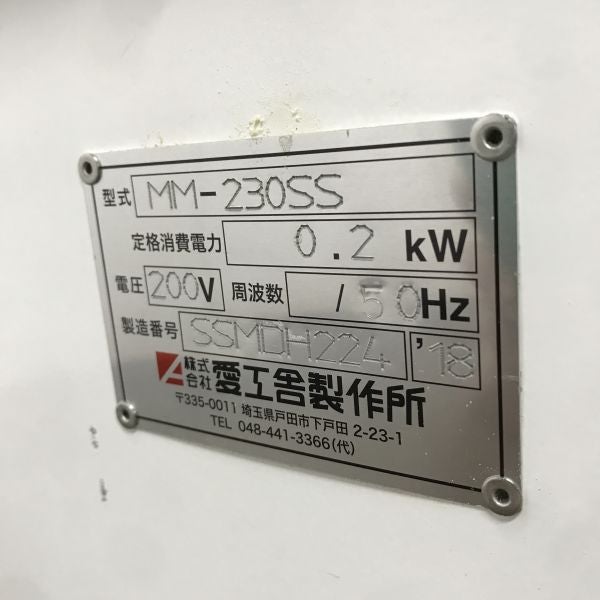 型式 MM-230SS
定格消費電力 0.2 kW
電圧 200V 周波数 /50Hz
製造番号 SSMDH224 '18
株式会社 愛工舎製作所
〒335-0011 埼玉県戸田市下戸田 2-23-1
TEL 048-441-3366(代)